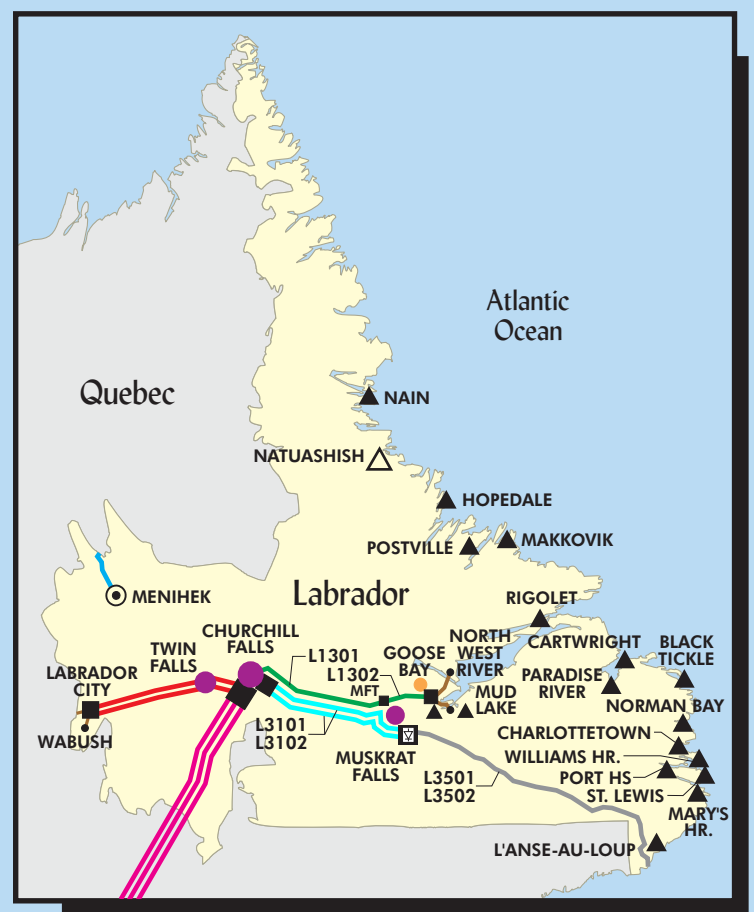 Atlantic
Ocean
Quebec
NAIN
NATUASHISH
HOPEDALE
MAKKOVIK
POSTVILLE
MENIHEK
Labrador
RIGOLET
CHURCHILL
FALLS
TWIN
FALLS
L1301
GOOSE
BAY
NORTH
WEST
RIVER
CARTWRIGHT
BLACK
TICKLE
LABRADOR
CITY
L1302
MFT
MUD
LAKE
PARADISE
RIVER
NORMAN BAY
WABUSH
L3101
L3102
CHARLOTTETOWN
MUSKRAT
FALLS
WILLIAMS HR.
L3501
L3502
PORT HS
ST. LEWIS
MARY'S
HR.
L'ANSE-AU-LOUP